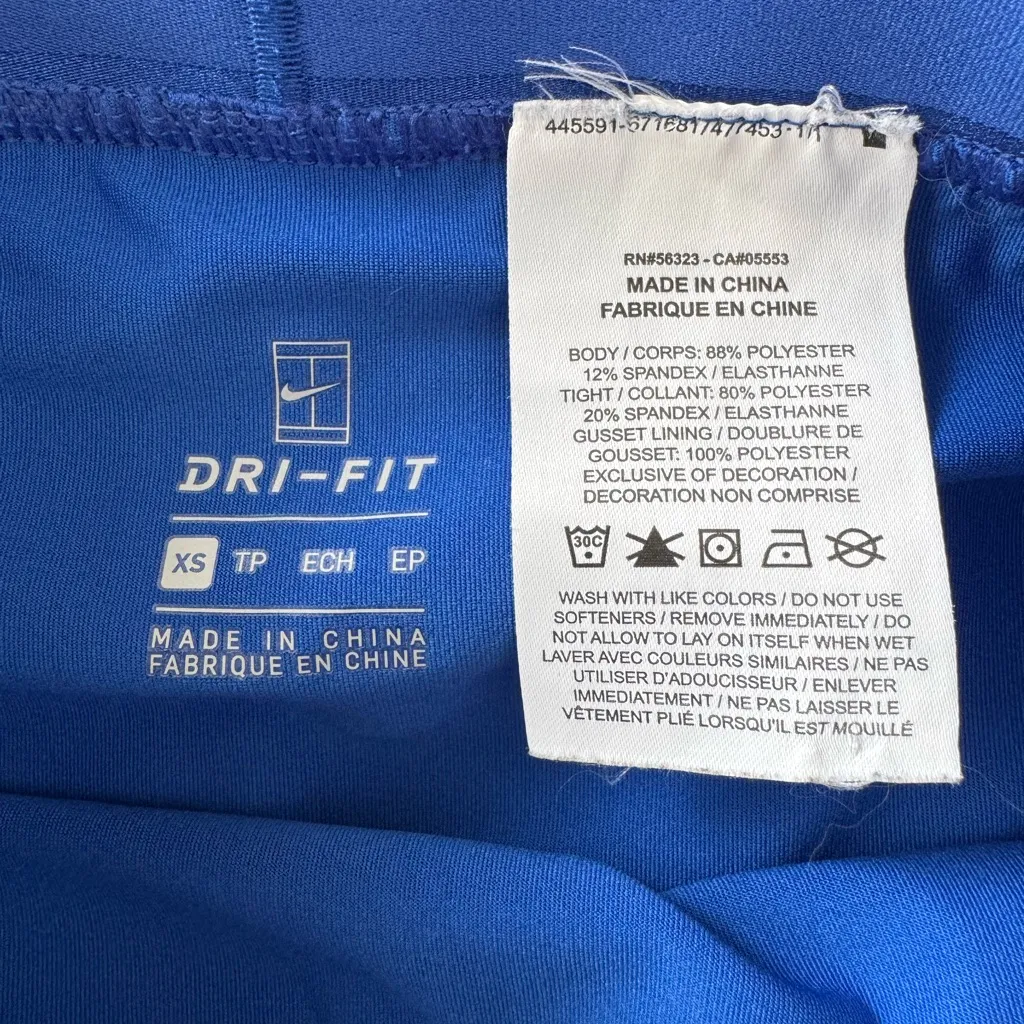 DRI-FIT
XS TP ECH EP
MADE IN CHINA
FABRIQUE EN CHINE
RN#56323 - CA#05553
MADE IN CHINA
FABRIQUE EN CHINE
BODY / CORPS: 88% POLYESTER
12% SPANDEX / ELASTHANNE
TIGHT / COLLANT: 80% POLYESTER
20% SPANDEX / ELASTHANNE
GUSSET LINING / DOUBLURE DE
GOUSSET: 100% POLYESTER
EXCLUSIVE OF DECORATION /
DECORATION NON COMPRISE
30C
WASH WITH LIKE COLORS / DO NOT USE
SOFTENERS / REMOVE IMMEDIATELY / DO
NOT ALLOW TO LAY ON ITSELF WHEN WET
LAVER AVEC COULEURS SIMILAIRES / NE PAS
UTILISER D'ADOUCISSEUR / ENLEVER
IMMEDIATEMENT / NE PAS LAISSER LE
VÊTEMENT PLIÉ LORSQU'IL EST MOUILLÉ